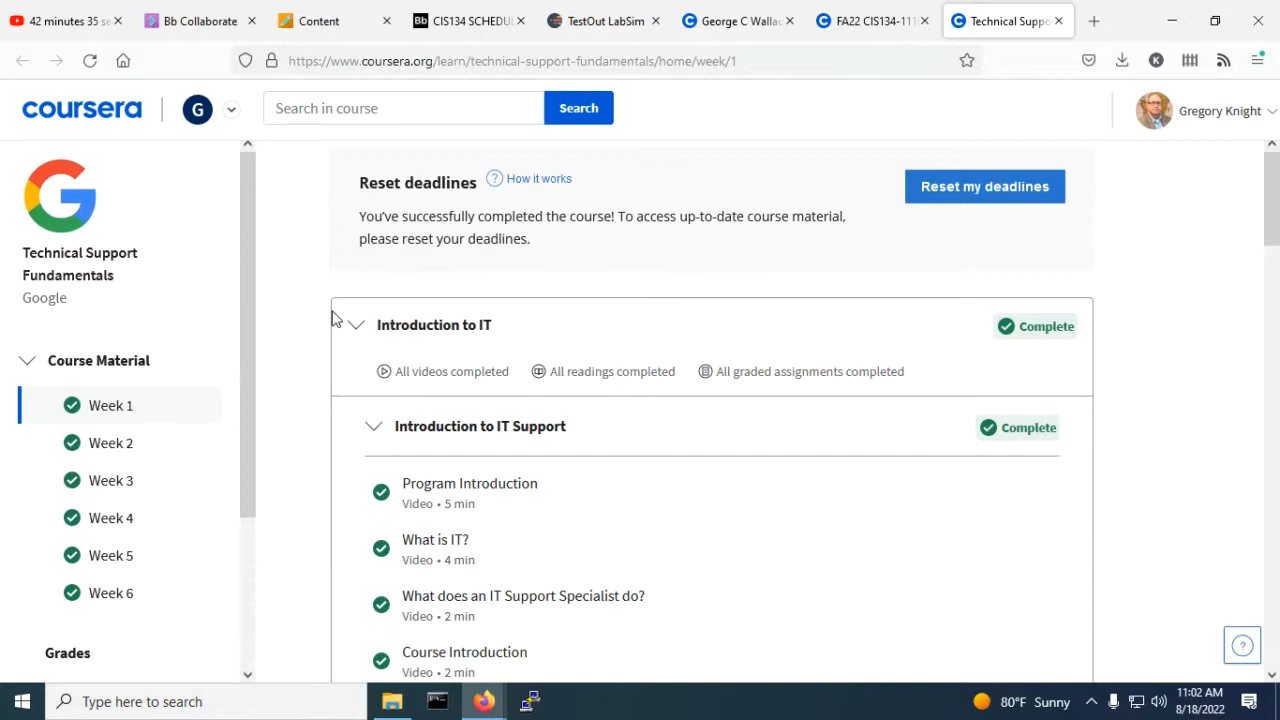 42 minutes 35 se
Bb Collaborate
Content
Bb
CIS134 SCHEDUL
TestOut LabSim
George C Wallac
FA22 CIS134-111
Technical Suppo
https://www.coursera.org/learn/technical-support-fundamentals/home/week/1
K
coursera
G
Search in course
Search
Gregory Knight
Technical Support
Fundamentals
Google
Course Material
Week 1
Week 2
Week 3
Week 4
Week 5
Week 6
Grades
Reset deadlines
? How it works
Reset my deadlines
You've successfully completed the course! To access up-to-date course material,
please reset your deadlines.
Introduction to IT
Complete
All videos completed
All readings completed
All graded assignments completed
Introduction to IT Support
Complete
Program Introduction
Video • 5 min
What is IT?
Video • 4 min
What does an IT Support Specialist do?
Video • 2 min
Course Introduction
Video • 2 min
?
Type here to search
80°F Sunny
11:02 AM
8/18/2022